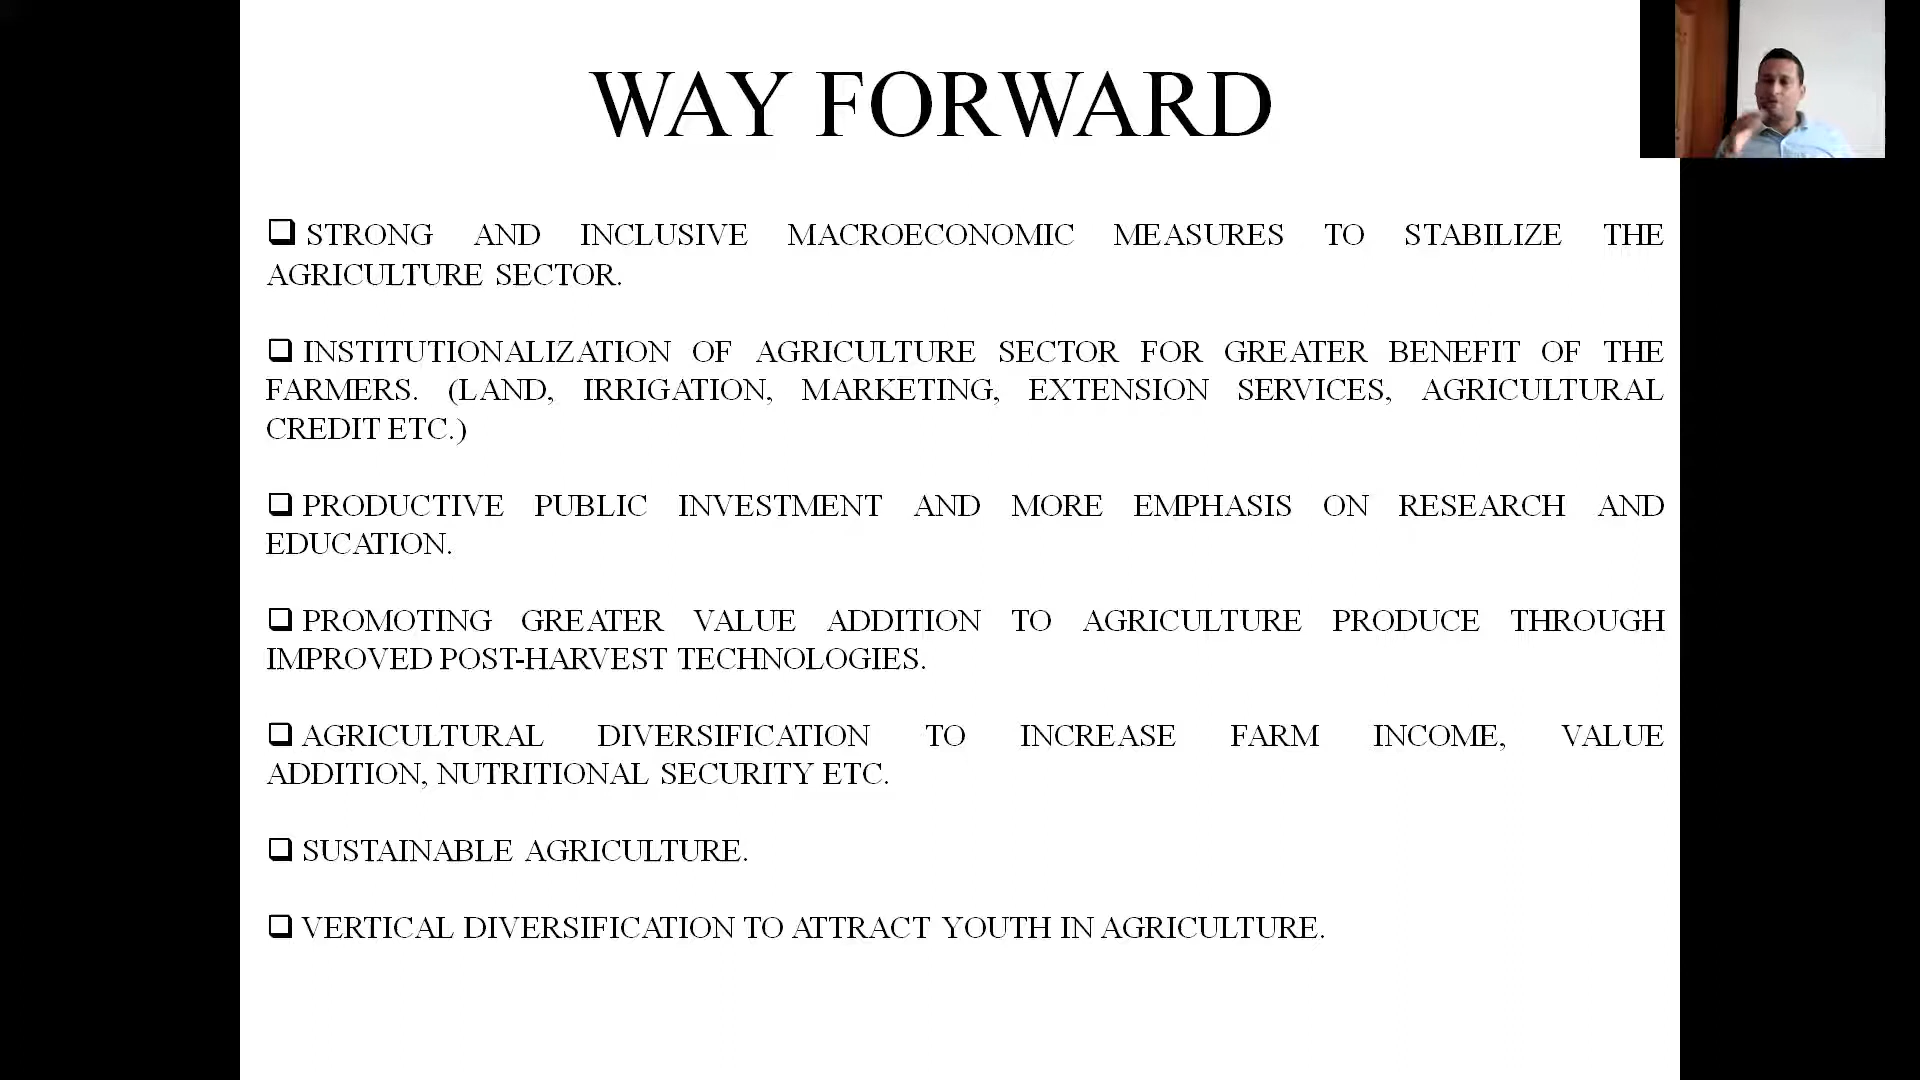 WAY FORWARD
STRONG AND INCLUSIVE MACROECONOMIC MEASURES TO STABILIZE THE
AGRICULTURE SECTOR.
INSTITUTIONALIZATION OF AGRICULTURE SECTOR FOR GREATER BENEFIT OF THE
FARMERS. (LAND, IRRIGATION, MARKETING, EXTENSION SERVICES, AGRICULTURAL
CREDIT ETC.)
PRODUCTIVE PUBLIC INVESTMENT AND MORE EMPHASIS ON RESEARCH AND
EDUCATION.
PROMOTING GREATER VALUE ADDITION TO AGRICULTURE PRODUCE THROUGH
IMPROVED POST-HARVEST TECHNOLOGIES.
AGRICULTURAL DIVERSIFICATION TO INCREASE FARM INCOME, VALUE
ADDITION, NUTRITIONAL SECURITY ETC.
SUSTAINABLE AGRICULTURE.
VERTICAL DIVERSIFICATION TO ATTRACT YOUTH IN AGRICULTURE.